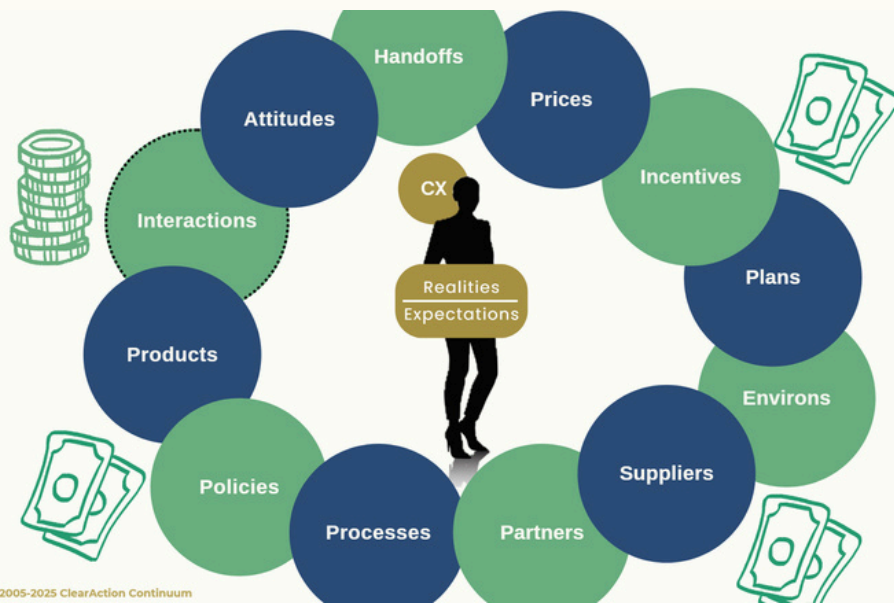 Handoffs
Prices
Attitudes
Incentives
CX
Interactions
Plans
Realities
Expectations
Products
Environs
Suppliers
Policies
Processes
Partners
2005-2025 ClearAction Continuum